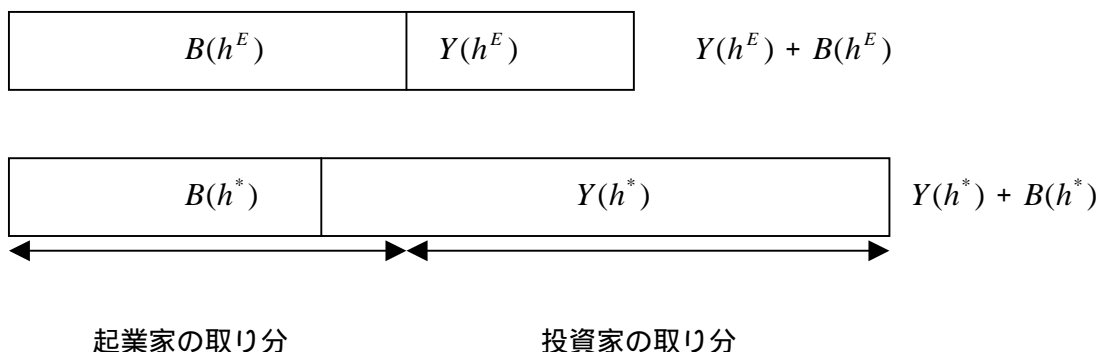 B(h^E) Y(h^E) Y(h^E) + B(h^E)
B(h^*) Y(h^*) Y(h^*) + B(h^*)
起業家の取り分 投資家の取り分